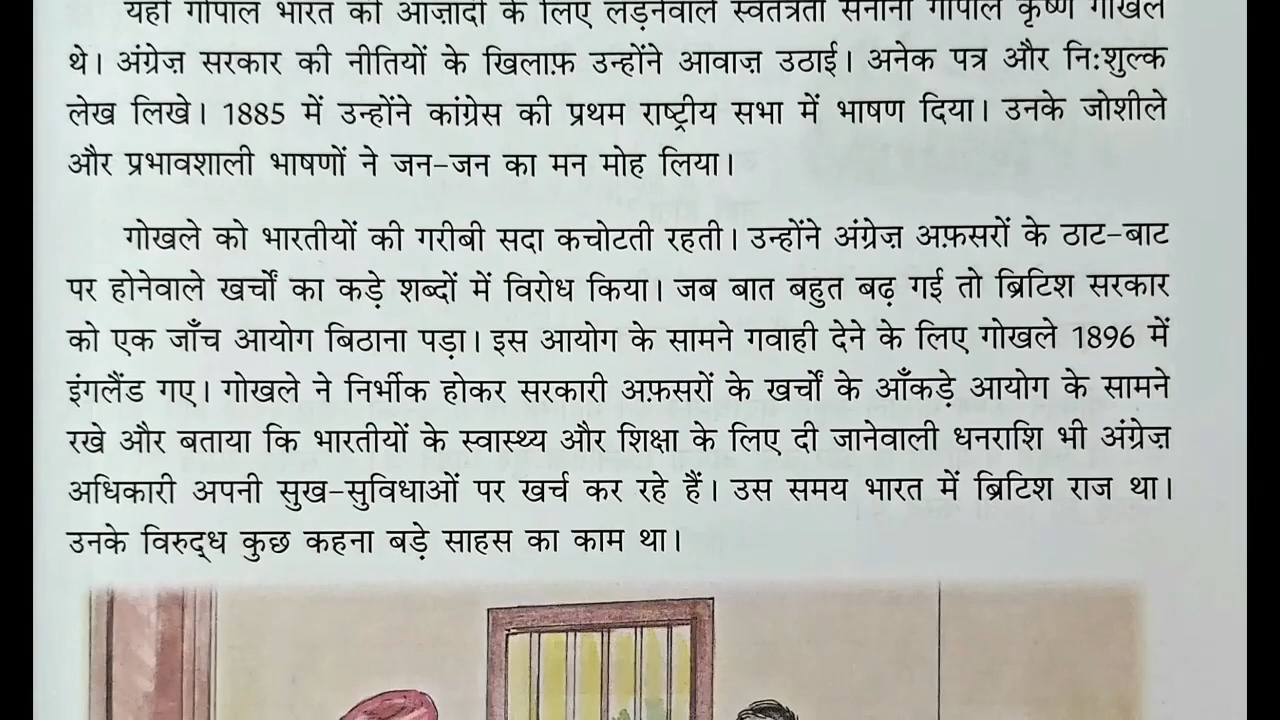 यही गोपाल भारत की आज़ादी के लिए लड़नेवाले स्वतंत्रता सेनानी गोपाल कृष्ण गोखले
थे। अंग्रेज़ सरकार की नीतियों के खिलाफ़ उन्होंने आवाज़ उठाई। अनेक पत्र और नि:शुल्क
लेख लिखे। 1885 में उन्होंने कांग्रेस की प्रथम राष्ट्रीय सभा में भाषण दिया। उनके जोशीले
और प्रभावशाली भाषणों ने जन-जन का मन मोह लिया।
गोखले को भारतीयों की गरीबी सदा कचोटती रहती। उन्होंने अंग्रेज़ अफ़सरों के ठाट-बाट
पर होनेवाले खर्चों का कड़े शब्दों में विरोध किया। जब बात बहुत बढ़ गई तो ब्रिटिश सरकार
को एक जाँच आयोग बिठाना पड़ा। इस आयोग के सामने गवाही देने के लिए गोखले 1896 में
इंगलैंड गए। गोखले ने निर्भीक होकर सरकारी अफ़सरों के खर्चों के आँकड़े आयोग के सामने
रखे और बताया कि भारतीयों के स्वास्थ्य और शिक्षा के लिए दी जानेवाली धनराशि भी अंग्रेज़
अधिकारी अपनी सुख-सुविधाओं पर खर्च कर रहे हैं। उस समय भारत में ब्रिटिश राज था।
उनके विरुद्ध कुछ कहना बड़े साहस का काम था।